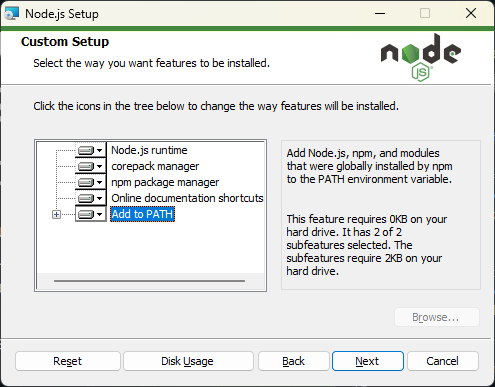 Node.js Setup
Custom Setup
Select the way you want features to be installed.
node
JS
Click the icons in the tree below to change the way features will be installed.
Node.js runtime
corepack manager
npm package manager
Online documentation shortcuts
Add to PATH
Add Node.js, npm, and modules
that were globally installed by npm
to the PATH environment variable.
This feature requires 0KB on your
hard drive. It has 2 of 2
subfeatures selected. The
subfeatures require 2KB on your
hard drive.
Browse...
Reset
Disk Usage
Back
Next
Cancel